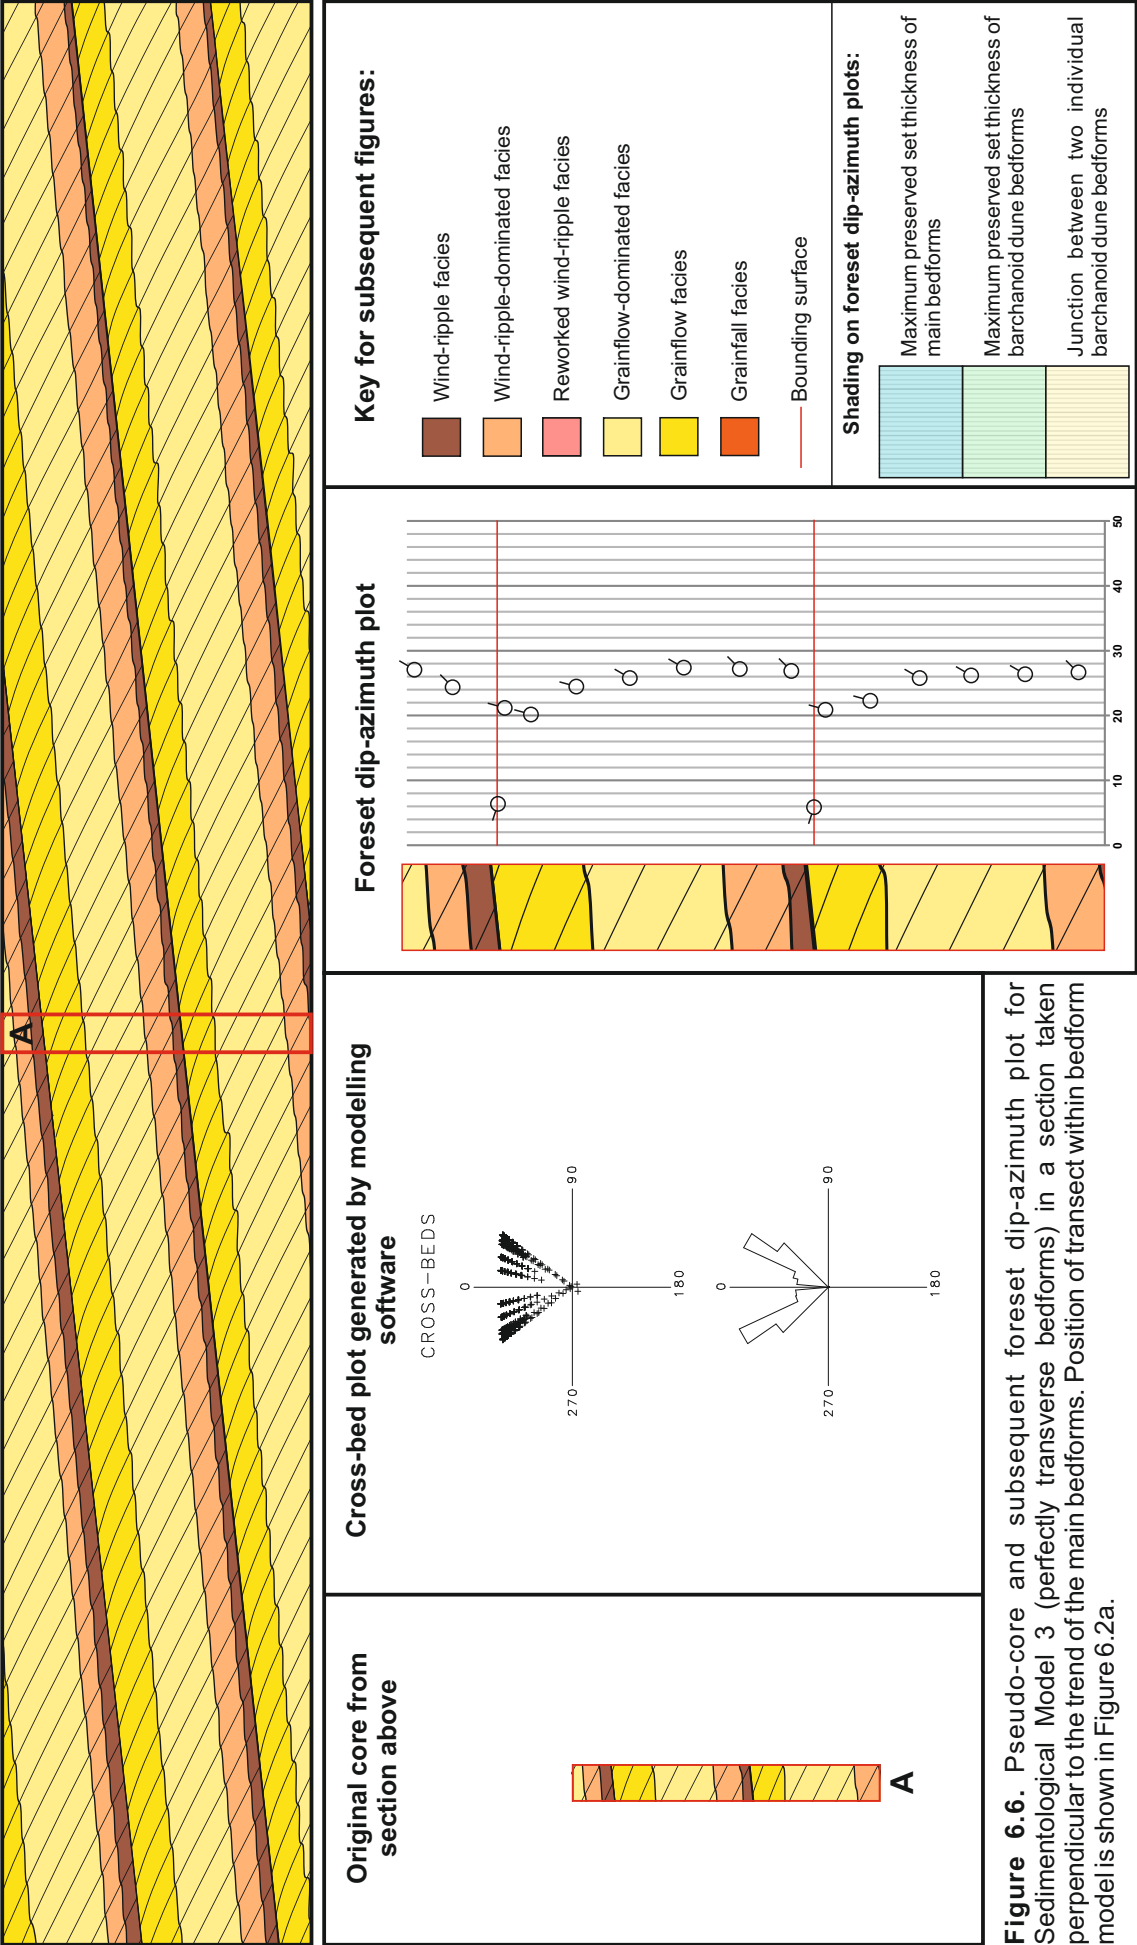 A
Original core from
section above
A
Cross-bed plot generated by modelling
software
CROSS-BEDS
0
90
180
270
0
90
180
270
Foreset dip-azimuth plot
0
10
20
30
40
50
Key for subsequent figures:
Wind-ripple facies
Wind-ripple-dominated facies
Reworked wind-ripple facies
Grainflow-dominated facies
Grainflow facies
Grainfall facies
Bounding surface
Shading on foreset dip-azimuth plots:
Maximum preserved set thickness of
main bedforms
Maximum preserved set thickness of
barchanoid dune bedforms
Junction between two individual
barchanoid dune bedforms
Figure 6.6. Pseudo-core and subsequent foreset dip-azimuth plot for
Sedimentological Model 3 (perfectly transverse bedforms) in a section taken
perpendicular to the trend of the main bedforms. Position of transect within bedform
model is shown in Figure 6.2a.